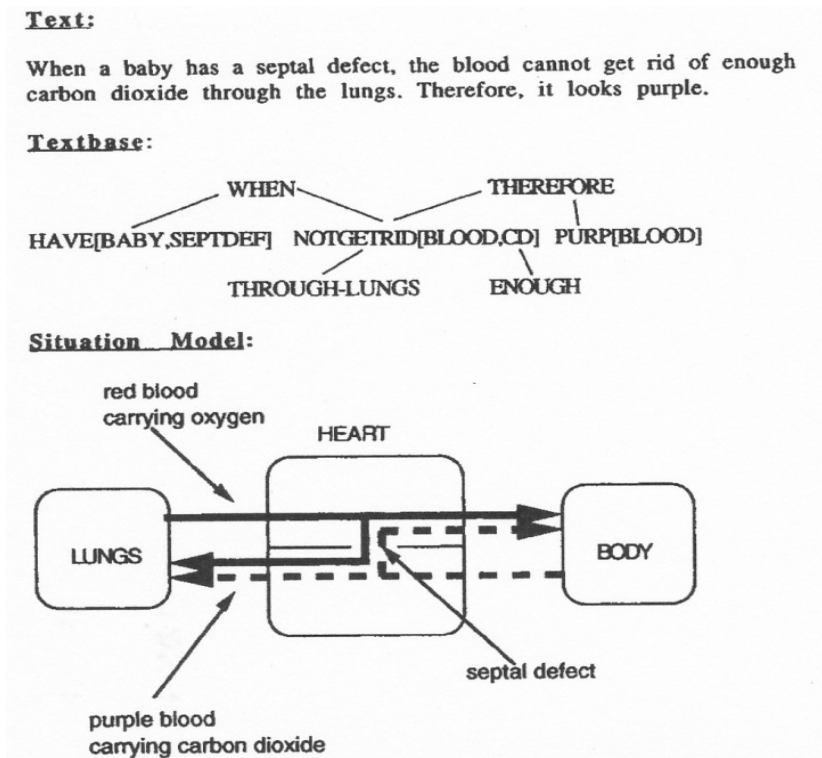 Text:
When a baby has a septal defect, the blood cannot get rid of enough
carbon dioxide through the lungs. Therefore, it looks purple.
Textbase:
WHEN THEREFORE
HAVE[BABY,SEPTDEF] NOTGETRID[BLOOD,CD] PURP[BLOOD]
THROUGH-LUNGS ENOUGH
Situation Model:
red blood
carrying oxygen
HEART
LUNGS
BODY
septal defect
purple blood
carrying carbon dioxide